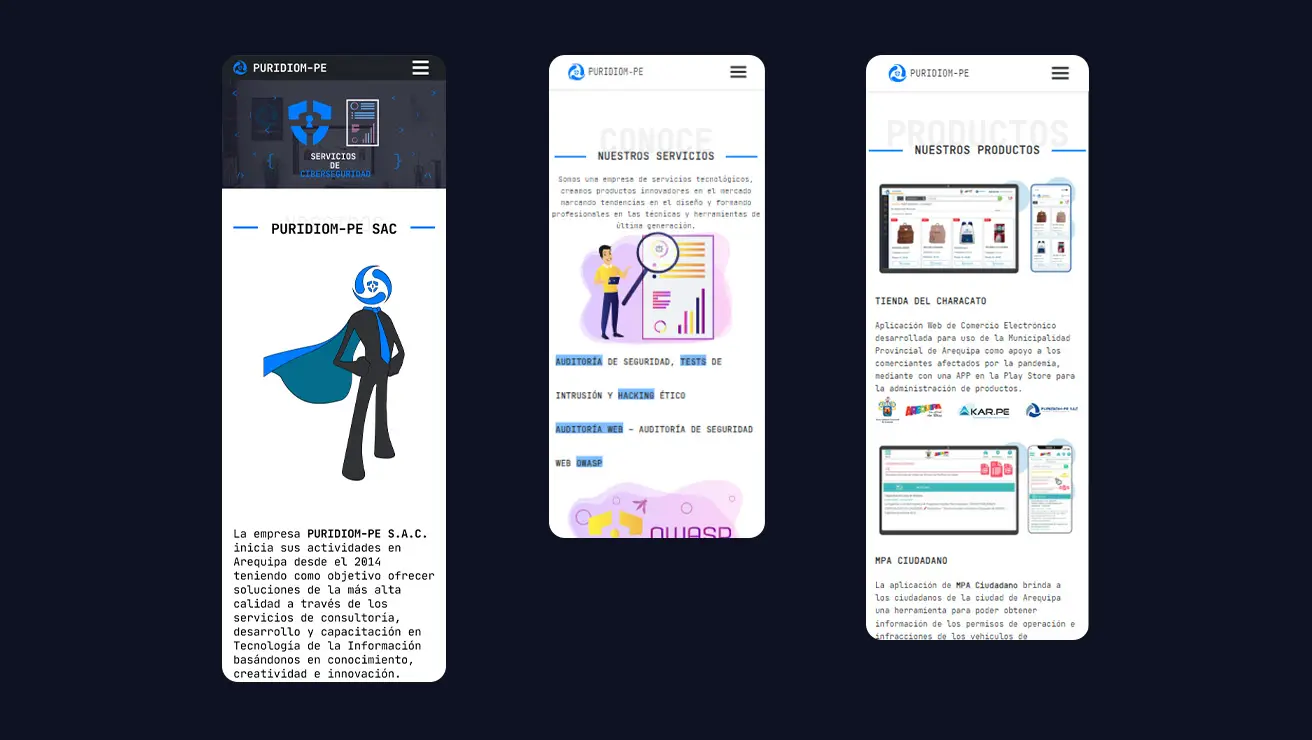 PURIDIOM-PE
SERVICIOS
DE
CIBERSEGURIDAD
PURIDIOM-PE SAC
La empresa PURIDIOM-PE S.A.C.
inicia sus actividades en
Arequipa desde el 2014
teniendo como objetivo ofrecer
soluciones de la más alta
calidad a través de los
servicios de consultoría,
desarrollo y capacitación en
Tecnología de la Información
basándonos en conocimiento,
creatividad e innovación.
PURIDIOM-PE
CONOCE
NUESTROS SERVICIOS
Somos una empresa de servicios tecnológicos,
creamos productos innovadores en el mercado
marcando tendencias en el diseño y formando
profesionales en las técnicas y herramientas de
última generación.
AUDITORÍA DE SEGURIDAD, TESTS DE
INTRUSIÓN Y HACKING ÉTICO
AUDITORÍA WEB – AUDITORÍA DE SEGURIDAD
WEB OWASP
OWASP
PURIDIOM-PE
PRODUCTOS
NUESTROS PRODUCTOS
TIENDA DEL CHARACATO
Aplicación Web de Comercio Electrónico
desarrollada para uso de la Municipalidad
Provincial de Arequipa como apoyo a los
comerciantes afectados por la pandemia,
mediante con una APP en la Play Store para
la administración de productos.
AREQUIPA
AKAR.PE
PURIDIOM-PE S.A.C
MPA CIUDADANO
La aplicación de MPA Ciudadano brinda a
los ciudadanos de la ciudad de Arequipa
una herramienta para poder obtener
información de los permisos de operación e
infracciones de los vehículos de